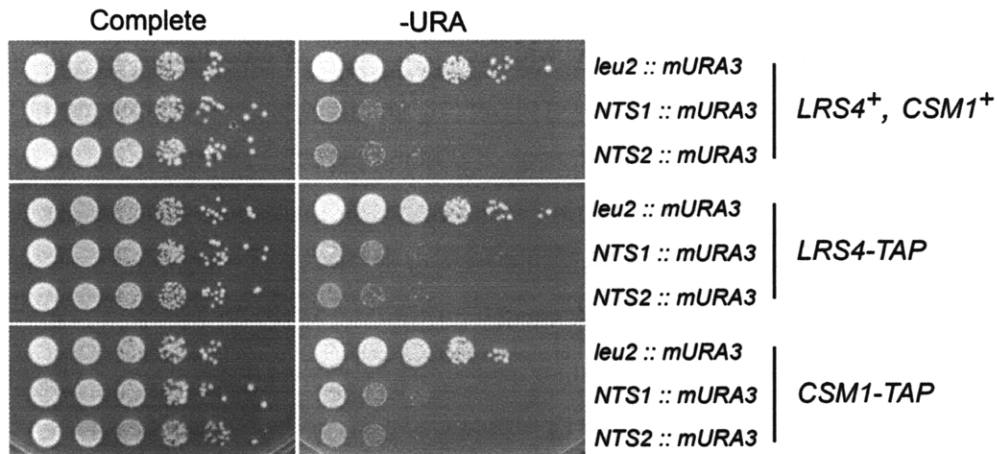 Complete -URA
leu2 :: mURA3
NTS1 :: mURA3
NTS2 :: mURA3
LRS4+, CSM1+
leu2 :: mURA3
NTS1 :: mURA3
NTS2 :: mURA3
LRS4-TAP
leu2 :: mURA3
NTS1 :: mURA3
NTS2 :: mURA3
CSM1-TAP